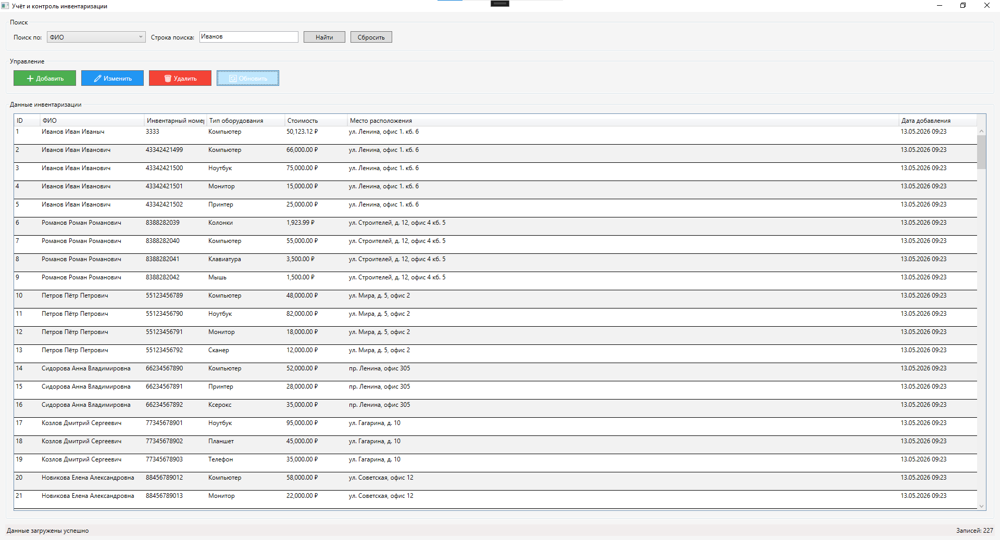 Учёт и контроль инвентаризации
Поиск
Поиск по: ФИО Строка поиска: Иванов Найти Сбросить
Управление
Добавить Изменить Удалить Обновить
Данные инвентаризации
ID ФИО Инвентарный номер Тип оборудования Стоимость Место расположения Дата добавления
1 Иванов Иван Иваныч 3333 Компьютер 50,123.12 ₽ ул. Ленина, офис 1. кб. 6 13.05.2026 09:23
2 Иванов Иван Иванович 43342421499 Компьютер 66,000.00 ₽ ул. Ленина, офис 1. кб. 6 13.05.2026 09:23
3 Иванов Иван Иванович 43342421500 Ноутбук 75,000.00 ₽ ул. Ленина, офис 1. кб. 6 13.05.2026 09:23
4 Иванов Иван Иванович 43342421501 Монитор 15,000.00 ₽ ул. Ленина, офис 1. кб. 6 13.05.2026 09:23
5 Иванов Иван Иванович 43342421502 Принтер 25,000.00 ₽ ул. Ленина, офис 1. кб. 6 13.05.2026 09:23
6 Романов Роман Романович 8388282039 Колонки 1,923.99 ₽ ул. Строителей, д. 12, офис 4 кб. 5 13.05.2026 09:23
7 Романов Роман Романович 8388282040 Компьютер 55,000.00 ₽ ул. Строителей, д. 12, офис 4 кб. 5 13.05.2026 09:23
8 Романов Роман Романович 8388282041 Клавиатура 3,500.00 ₽ ул. Строителей, д. 12, офис 4 кб. 5 13.05.2026 09:23
9 Романов Роман Романович 8388282042 Мышь 1,500.00 ₽ ул. Строителей, д. 12, офис 4 кб. 5 13.05.2026 09:23
10 Петров Пётр Петрович 55123456789 Компьютер 48,000.00 ₽ ул. Мира, д. 5, офис 2 13.05.2026 09:23
11 Петров Пётр Петрович 55123456790 Ноутбук 82,000.00 ₽ ул. Мира, д. 5, офис 2 13.05.2026 09:23
12 Петров Пётр Петрович 55123456791 Монитор 18,000.00 ₽ ул. Мира, д. 5, офис 2 13.05.2026 09:23
13 Петров Пётр Петрович 55123456792 Сканер 12,000.00 ₽ ул. Мира, д. 5, офис 2 13.05.2026 09:23
14 Сидорова Анна Владимировна 66234567890 Компьютер 52,000.00 ₽ пр. Ленина, офис 305 13.05.2026 09:23
15 Сидорова Анна Владимировна 66234567891 Принтер 28,000.00 ₽ пр. Ленина, офис 305 13.05.2026 09:23
16 Сидорова Анна Владимировна 66234567892 Ксерокс 35,000.00 ₽ пр. Ленина, офис 305 13.05.2026 09:23
17 Козлов Дмитрий Сергеевич 77345678901 Ноутбук 95,000.00 ₽ ул. Гагарина, д. 10 13.05.2026 09:23
18 Козлов Дмитрий Сергеевич 77345678902 Планшет 45,000.00 ₽ ул. Гагарина, д. 10 13.05.2026 09:23
19 Козлов Дмитрий Сергеевич 77345678903 Телефон 35,000.00 ₽ ул. Гагарина, д. 10 13.05.2026 09:23
20 Новикова Елена Александровна 88456789012 Компьютер 58,000.00 ₽ ул. Советская, офис 12 13.05.2026 09:23
21 Новикова Елена Александровна 88456789013 Монитор 22,000.00 ₽ ул. Советская, офис 12 13.05.2026 09:23
Данные загружены успешно Записей: 227